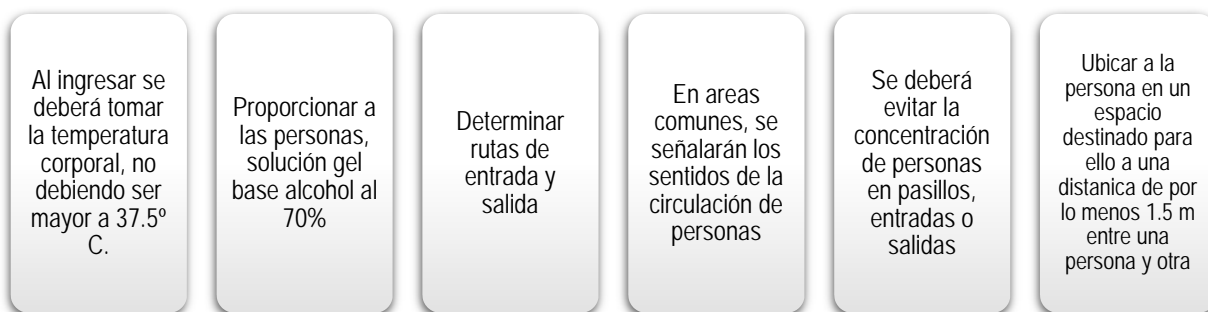 Al ingresar se
deberá tomar
la temperatura
corporal, no
debiendo ser
mayor a 37.5º
C.
Proporcionar a
las personas,
solución gel
base alcohol al
70%
Determinar
rutas de
entrada y
salida
En areas
comunes, se
señalarán los
sentidos de la
circulación de
personas
Se deberá
evitar la
concentración
de personas
en pasillos,
entradas o
salidas
Ubicar a la
persona en un
espacio
destinado para
ello a una
distanica de por
lo menos 1.5 m
entre una
persona y otra